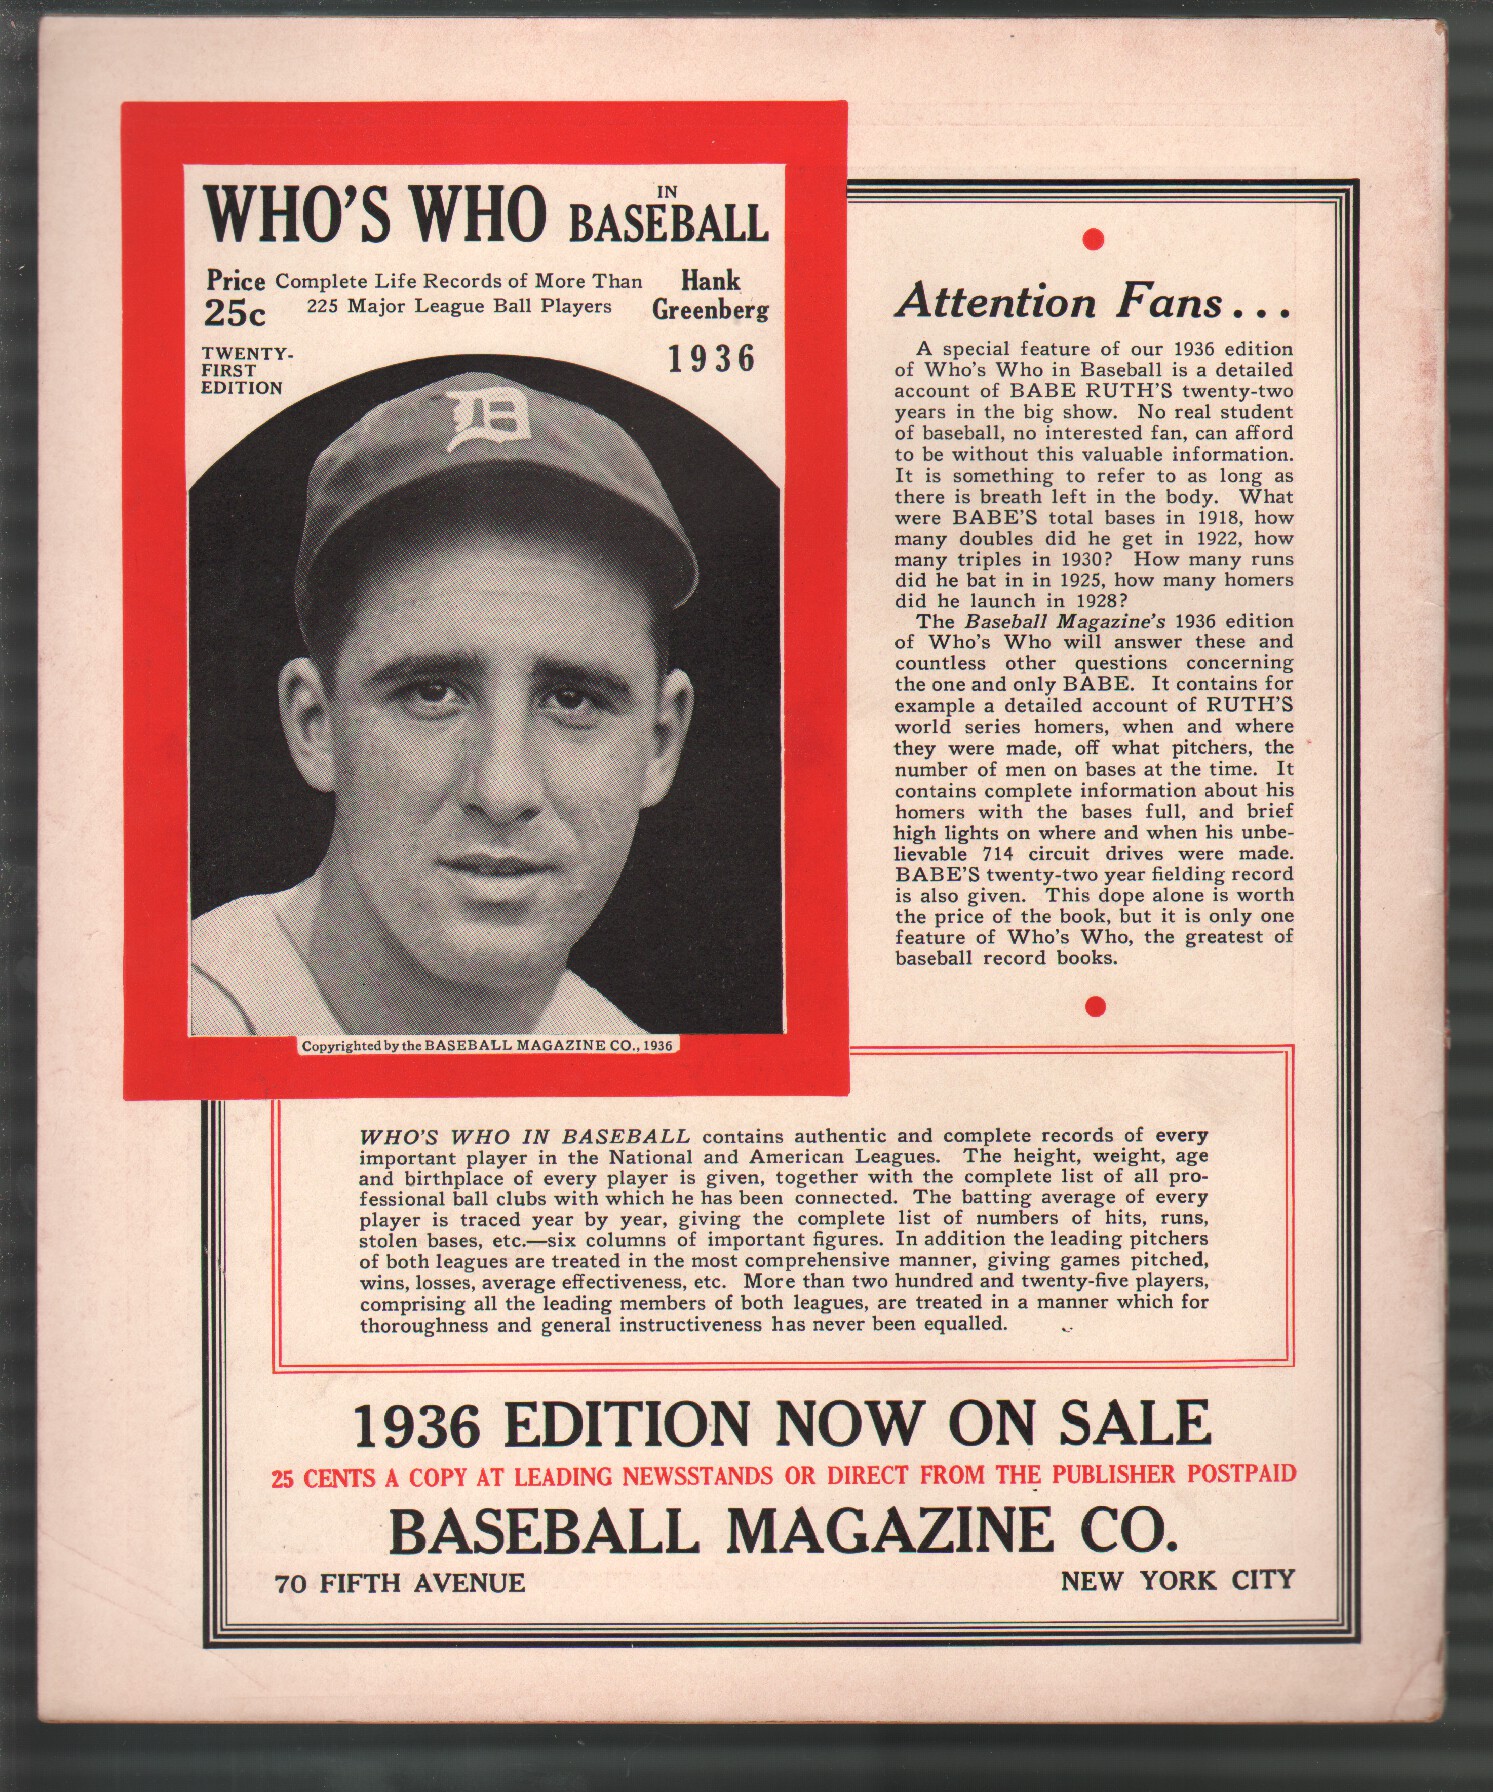 WHO'S WHO IN BASEBALL
Price 25c
Complete Life Records of More Than
225 Major League Ball Players
Hank
Greenberg
1936
TWENTY-
FIRST
EDITION
D
Copyrighted by the BASEBALL MAGAZINE CO., 1936
Attention Fans...
A special feature of our 1936 edition
of Who's Who in Baseball is a detailed
account of BABE RUTH'S twenty-two
years in the big show. No real student
of baseball, no interested fan, can afford
to be without this valuable information.
It is something to refer to as long as
there is breath left in the body. What
were BABE'S total bases in 1918, how
many doubles did he get in 1922, how
many triples in 1930? How many runs
did he bat in in 1925, how many homers
did he launch in 1928?
The Baseball Magazine's 1936 edition
of Who's Who will answer these and
countless other questions concerning
the one and only BABE. It contains for
example a detailed account of RUTH'S
world series homers, when and where
they were made, off what pitchers, the
number of men on bases at the time. It
contains complete information about his
homers with the bases full, and brief
high lights on where and when his unbe-
lievable 714 circuit drives were made.
BABE'S twenty-two year fielding record
is also given. This dope alone is worth
the price of the book, but it is only one
feature of Who's Who, the greatest of
baseball record books.
WHO'S WHO IN BASEBALL contains authentic and complete records of every
important player in the National and American Leagues. The height, weight, age
and birthplace of every player is given, together with the complete list of all pro-
fessional ball clubs with which he has been connected. The batting average of every
player is traced year by year, giving the complete list of numbers of hits, runs,
stolen bases, etc.—six columns of important figures. In addition the leading pitchers
of both leagues are treated in the most comprehensive manner, giving games pitched,
wins, losses, average effectiveness, etc. More than two hundred and twenty-five players,
comprising all the leading members of both leagues, are treated in a manner which for
thoroughness and general instructiveness has never been equalled.
1936 EDITION NOW ON SALE
25 CENTS A COPY AT LEADING NEWSSTANDS OR DIRECT FROM THE PUBLISHER POSTPAID
BASEBALL MAGAZINE CO.
70 FIFTH AVENUE NEW YORK CITY